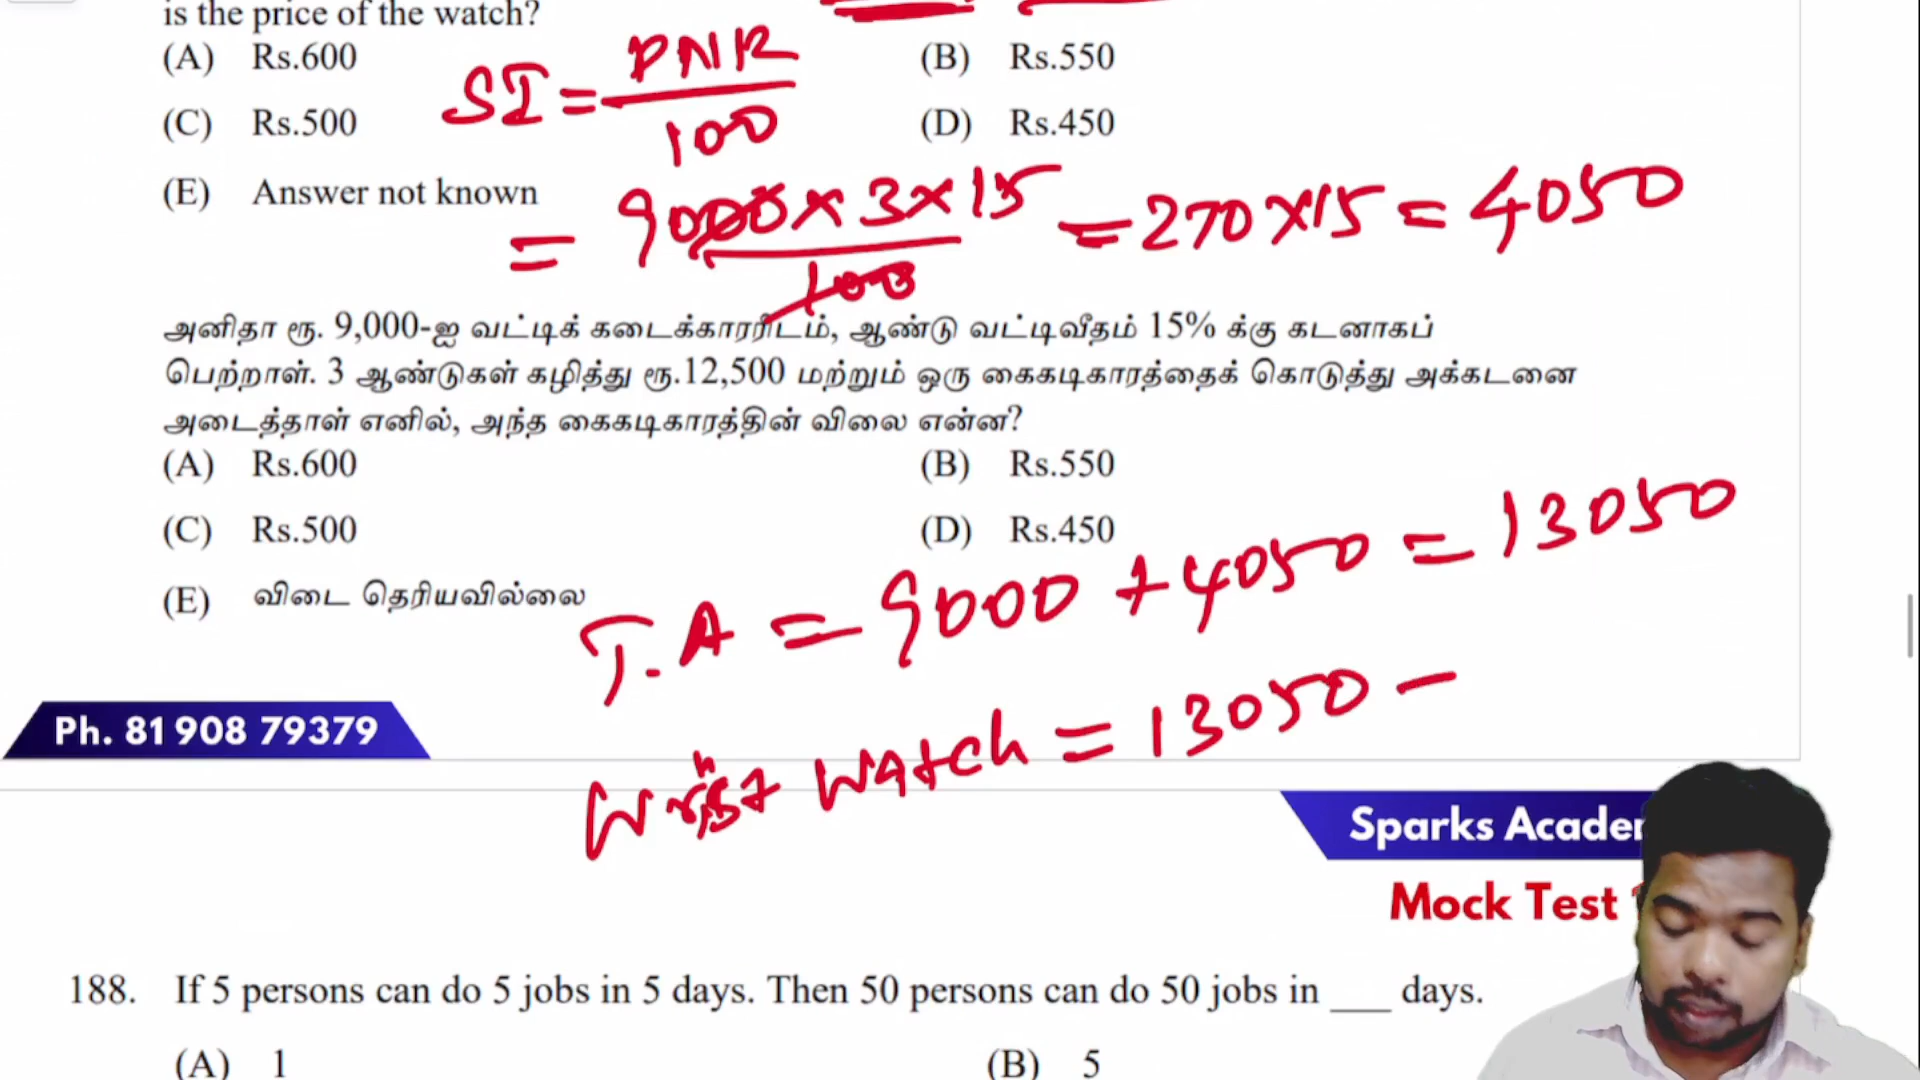 is the price of the watch?
(A) Rs.600 (B) Rs.550
SI = PNR / 100
(C) Rs.500 (D) Rs.450
(E) Answer not known
= 9000 × 3 × 15 / 100 = 270 × 15 = 4050
அனிதா ரூ. 9,000-ஐ வட்டிக் கடைக்காரரிடம், ஆண்டு வட்டிவீதம் 15% க்கு கடனாகப்
பெற்றாள். 3 ஆண்டுகள் கழித்து ரூ.12,500 மற்றும் ஒரு கைகடிகாரத்தைக் கொடுத்து அக்கடனை
அடைத்தாள் எனில், அந்த கைகடிகாரத்தின் விலை என்ன?
(A) Rs.600 (B) Rs.550
(C) Rs.500 (D) Rs.450
(E) விடை தெரியவில்லை
T.A = 9000 + 4050 = 13050
Wrist Watch = 13050 -
Ph. 81 908 79379
Sparks Acade
Mock Test
188. If 5 persons can do 5 jobs in 5 days. Then 50 persons can do 50 jobs in ___ days.
(A) 1 (B) 5